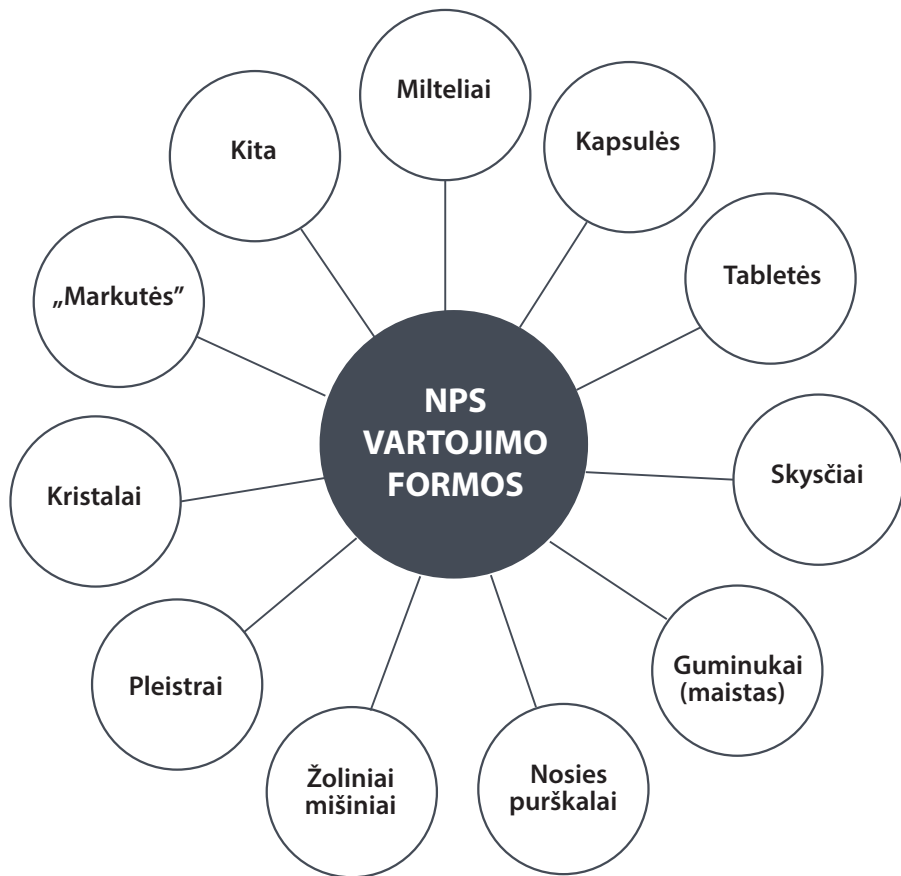 Milteliai
Kapsulės
Kita
Tabletės
„Markutės”
NPS
VARTOJIMO
FORMOS
Skysčiai
Kristalai
Guminukai
(maistas)
Pleistrai
Nosies
purškalai
Žoliniai
mišiniai